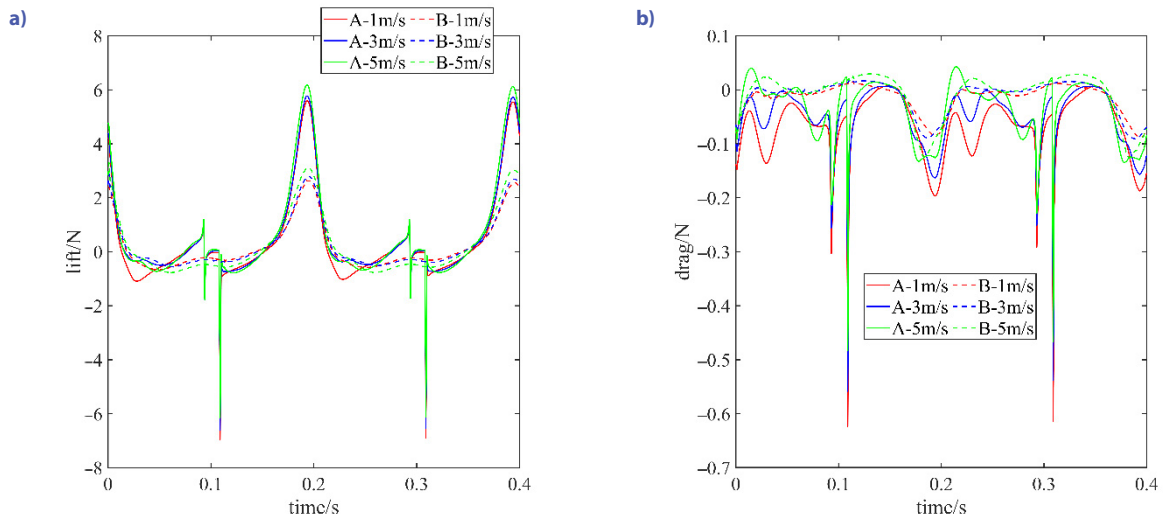 a)
8
6
4
2
0
–2
–4
–6
–8
lift/N
0
0.1
0.2
0.3
0.4
time/s
A-1m/s B-1m/s
A-3m/s B-3m/s
A-5m/s B-5m/s
b)
0.1
0
–0.1
–0.2
–0.3
–0.4
–0.5
–0.6
–0.7
drag/N
0
0.1
0.2
0.3
0.4
time/s
A-1m/s B-1m/s
A-3m/s B-3m/s
A-5m/s B-5m/s